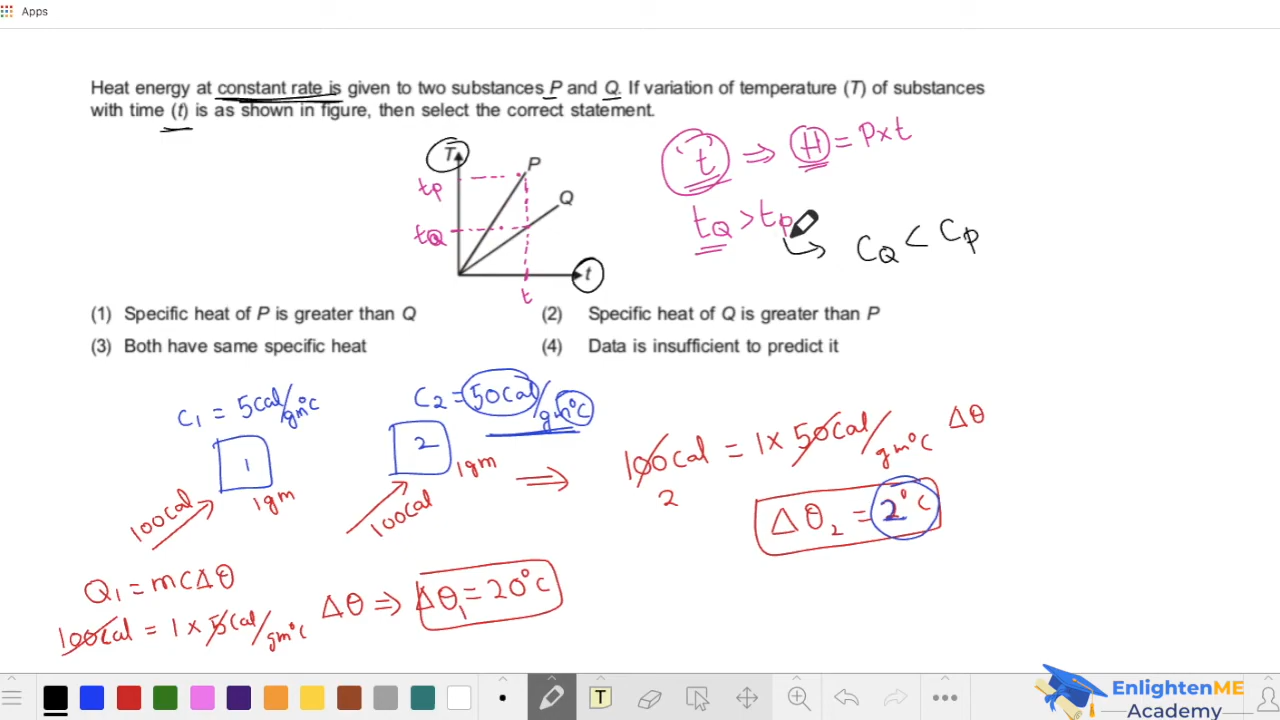 Apps
Heat energy at constant rate is given to two substances P and Q. If variation of temperature (T) of substances
with time (t) is as shown in figure, then select the correct statement.
T
P
Q
tP
tQ
t
t
't' ⇒ H = P×t
tQ > tP
CQ < CP
(1) Specific heat of P is greater than Q
(2) Specific heat of Q is greater than P
(3) Both have same specific heat
(4) Data is insufficient to predict it
C1 = 5Cal/gm°C
1
100Cal
1gm
C2 = 50Cal/gm°C
2
1gm
100Cal
⇒
100Cal = 1 × 50Cal/gm°C Δθ
2
Δθ2 = 2°C
Q1 = mCΔθ
100Cal = 1 × 5Cal/gm°C Δθ ⇒ Δθ1 = 20°C
T
EnlightenME
Academy